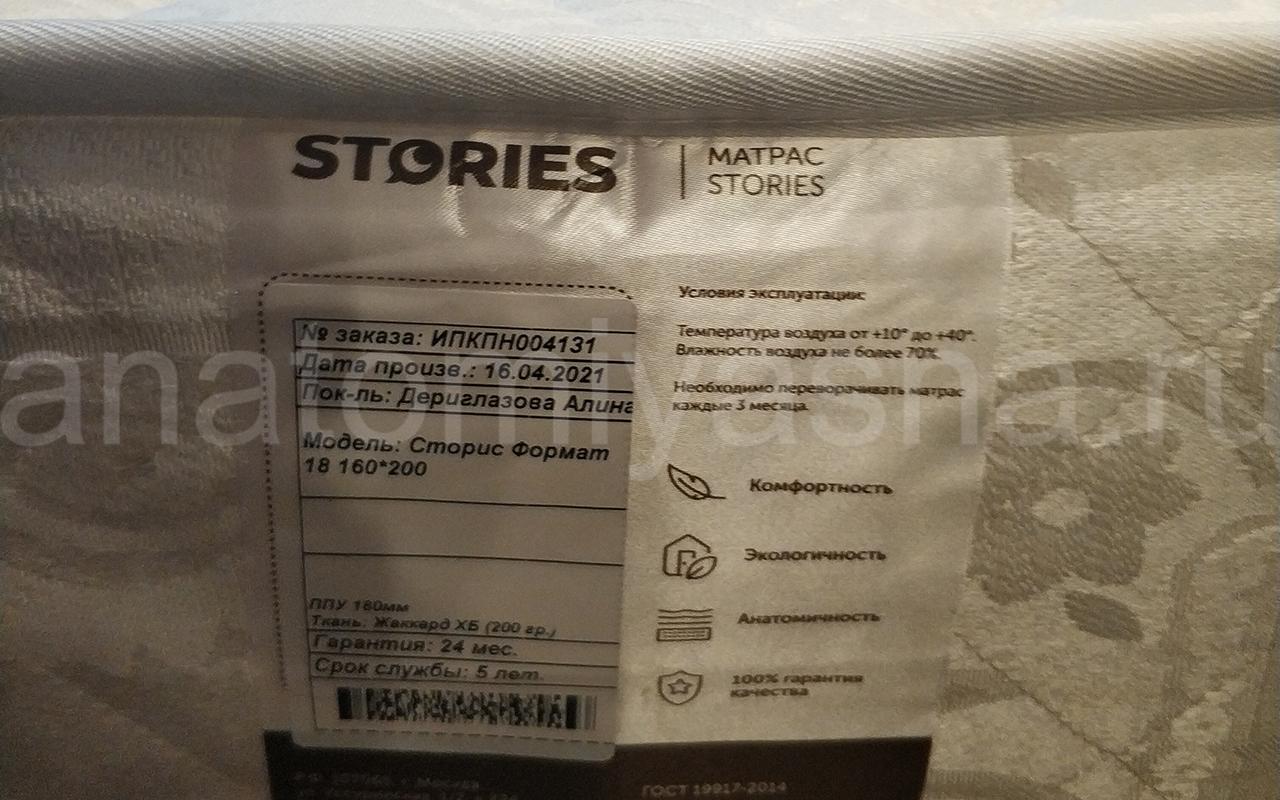 STORIES
МАТРАС
STORIES
№ заказа: ИПКПН004131
Дата произв.: 16.04.2021
Пок-ль: Дериглазова Алина
Модель: Сторис Формат
18 160*200
ППУ 180мм
Ткань: Жаккард ХБ (200 гр.)
Гарантия: 24 мес.
Срок службы: 5 лет.
Условия эксплуатации:
Температура воздуха от +10° до +40°.
Влажность воздуха не более 70%.
Необходимо переворачивать матрас
каждые 3 месяца.
Комфортность
Экологичность
Анатомичность
100% гарантия
качества
г. Москва
ГОСТ 19917-2014
anatomiyasna.ru